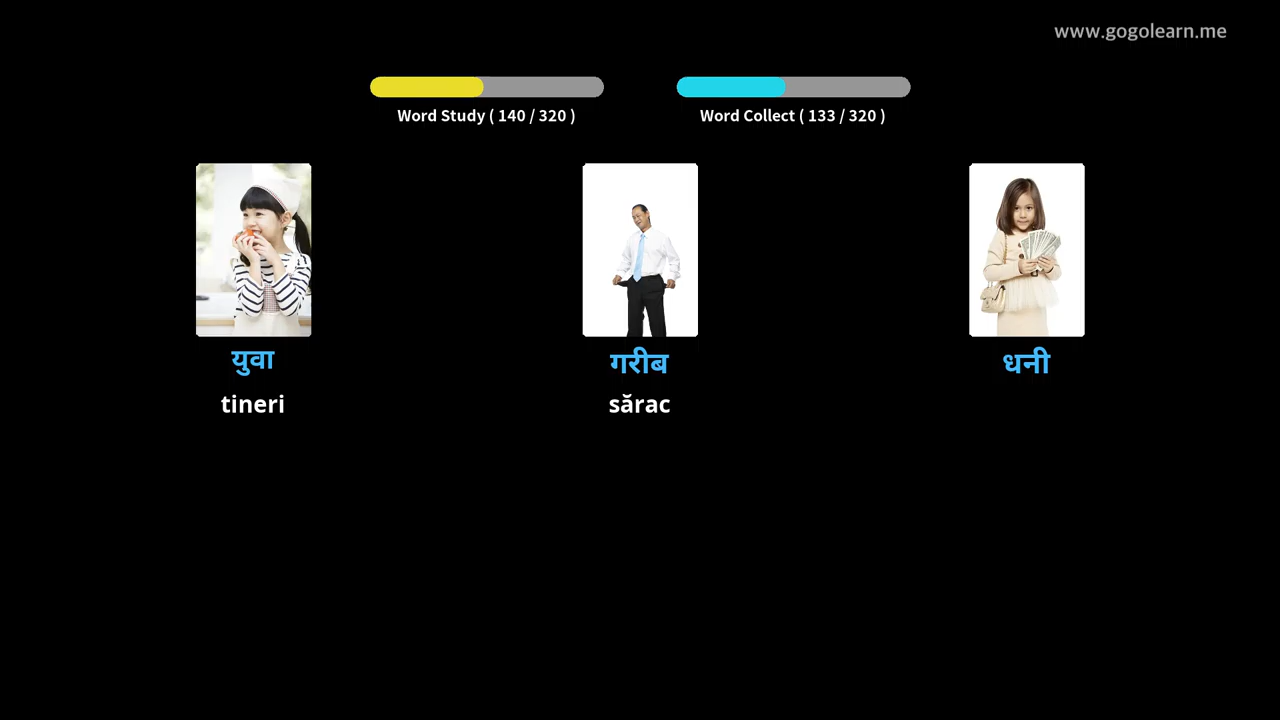 www.gogolearn.me
Word Study ( 140 / 320 )
Word Collect ( 133 / 320 )
युवा
गरीब
धनी
tineri
sărac